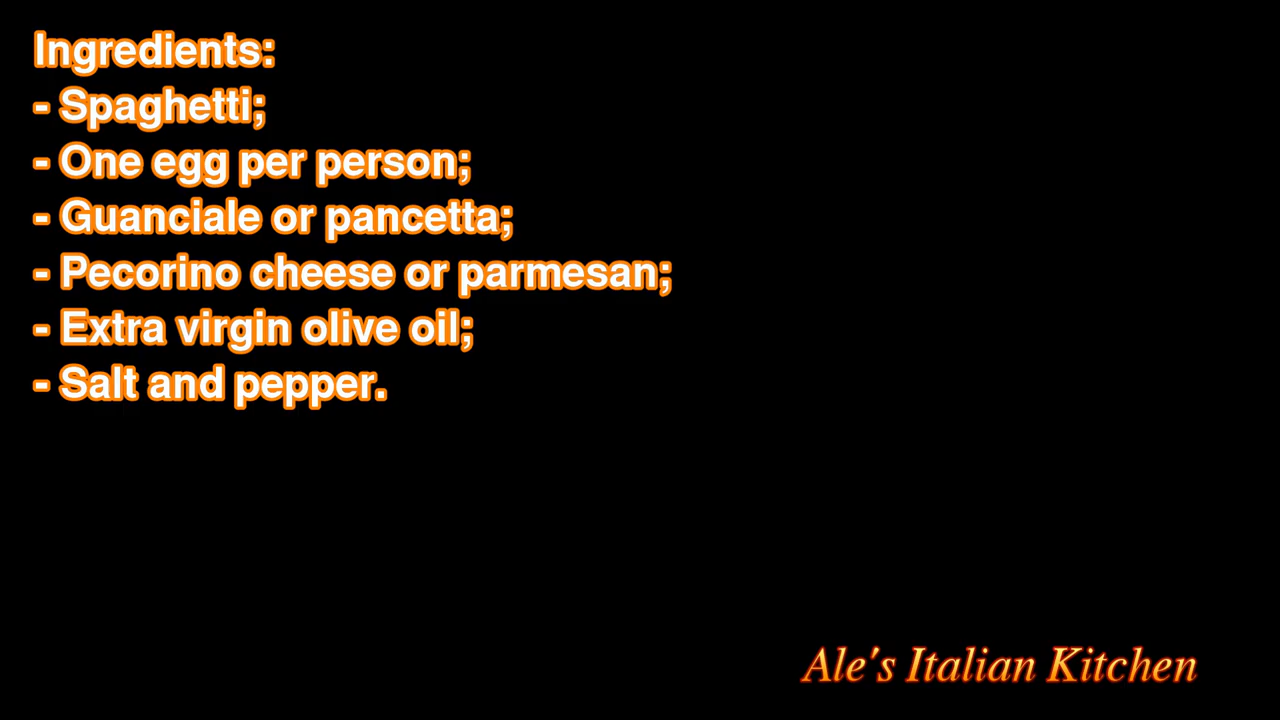 Ingredients:
- Spaghetti;
- One egg per person;
- Guanciale or pancetta;
- Pecorino cheese or parmesan;
- Extra virgin olive oil;
- Salt and pepper.
Ale's Italian Kitchen